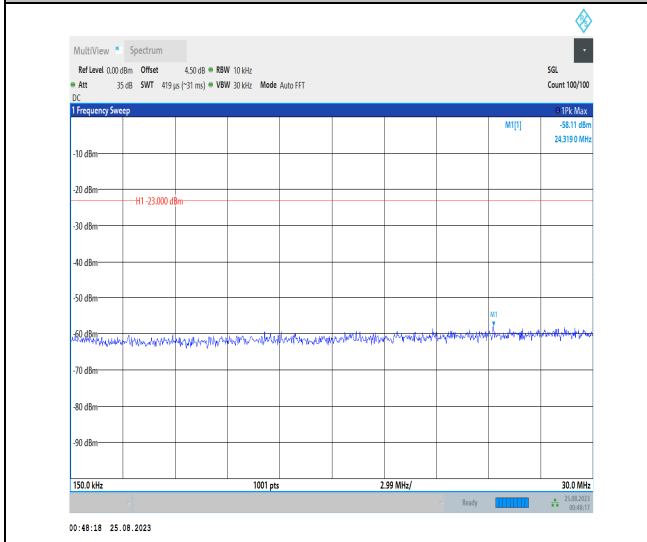 MultiView Spectrum
Ref Level 0.00 dBm Offset 4.50 dB RBW 10 kHz SGL
Att 35 dB SWT 419 µs (~31 ms) VBW 30 kHz Mode Auto FFT Count 100/100
DC
1 Frequency Sweep 1Pk Max
M1[1] -58.11 dBm
24.3190 MHz
-10 dBm
-20 dBm
H1 -23.000 dBm
-30 dBm
-40 dBm
-50 dBm
M1
-60 dBm
-70 dBm
-80 dBm
-90 dBm
150.0 kHz 1001 pts 2.99 MHz/ 30.0 MHz
Ready 25.08.2023
00:48:17
00:48:18 25.08.2023